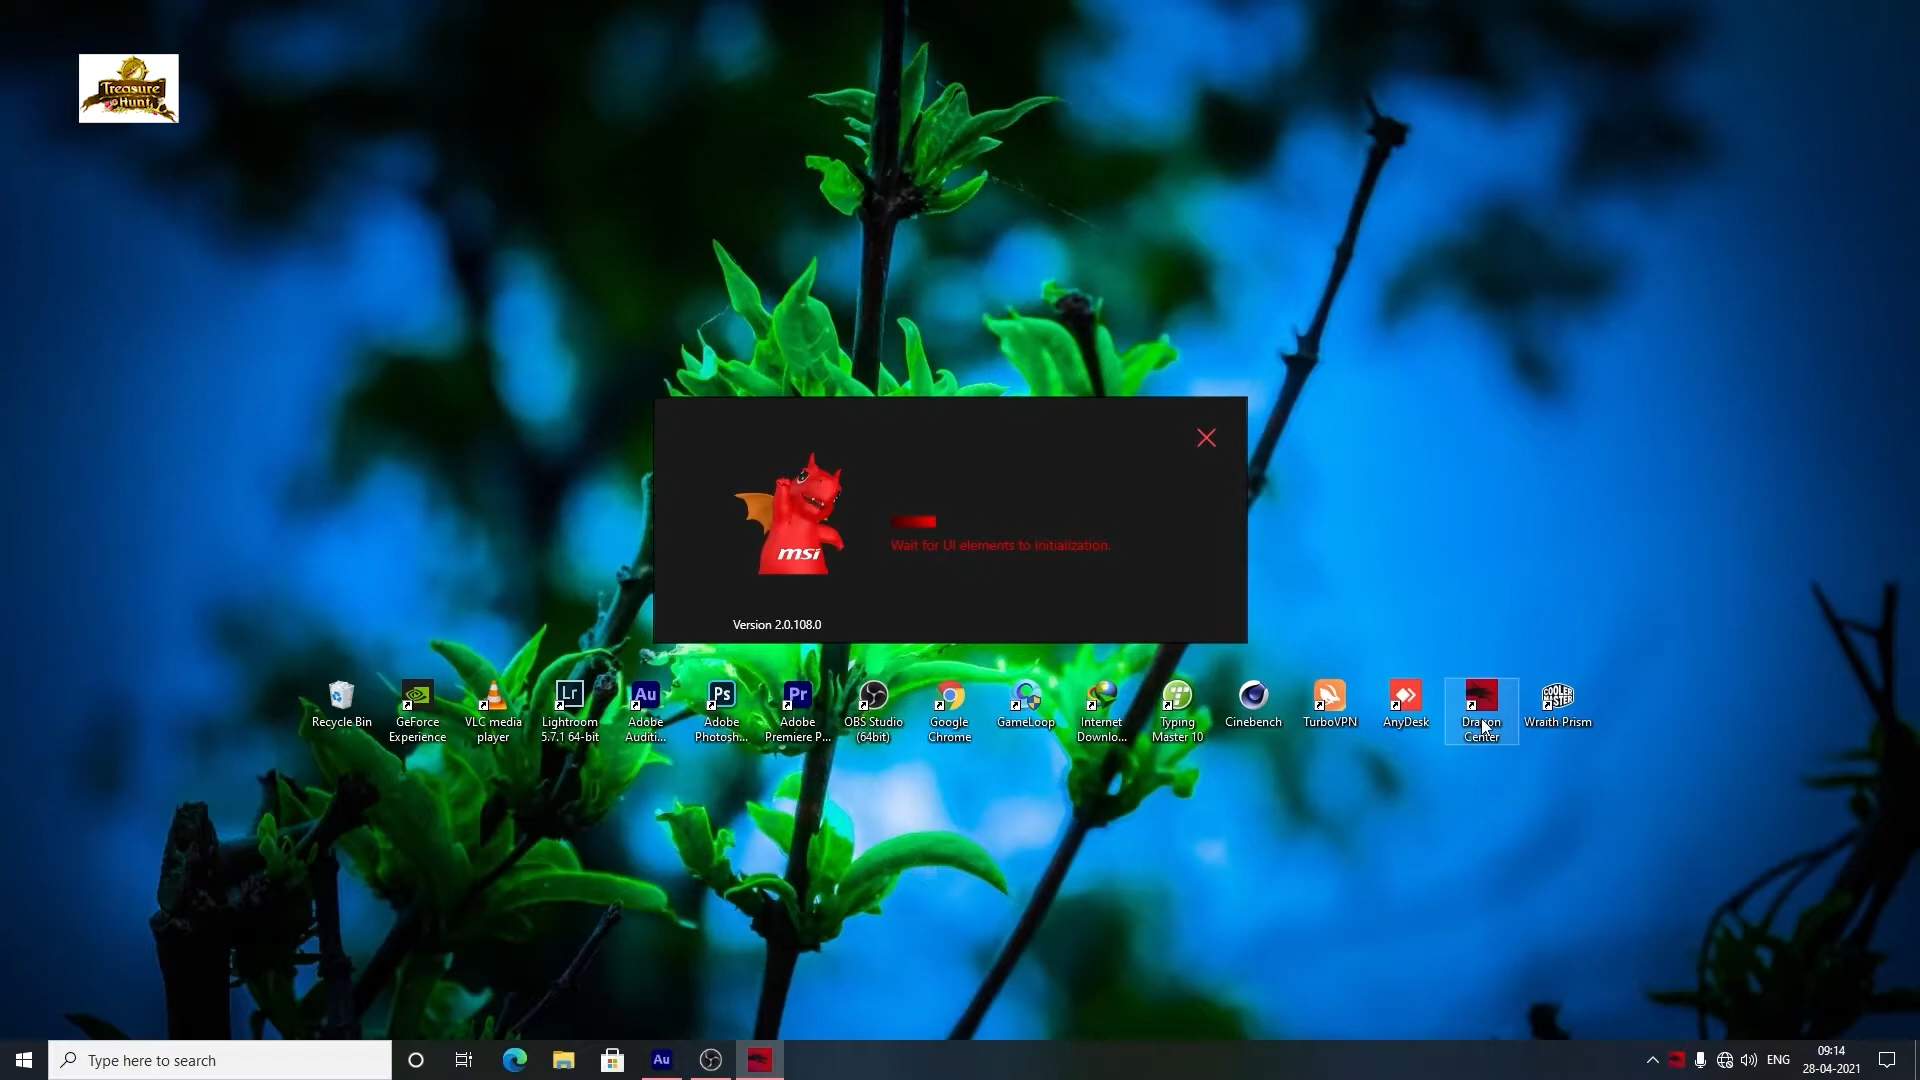 Treasure
Hunt
msi
Wait for UI elements to initialization.
Version 2.0.108.0
Lr
Au
Ps
Pr
COOLER
MASTER
Recycle Bin
GeForce
Experience
VLC media
player
Lightroom
5.7.1 64-bit
Adobe
Auditi...
Adobe
Photosh...
Adobe
Premiere P...
OBS Studio
(64bit)
Google
Chrome
GameLoop
Internet
Downlo...
Typing
Master 10
Cinebench
TurboVPN
AnyDesk
Dragon
Center
Wraith Prism
Type here to search
Au
ENG
09:14
28-04-2021